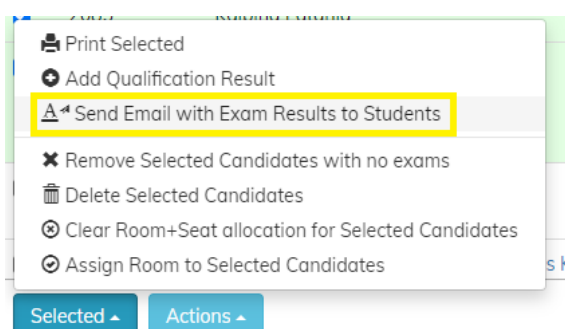 Print Selected
Add Qualification Result
Send Email with Exam Results to Students
Remove Selected Candidates with no exams
Delete Selected Candidates
Clear Room+Seat allocation for Selected Candidates
Assign Room to Selected Candidates
Selected
Actions